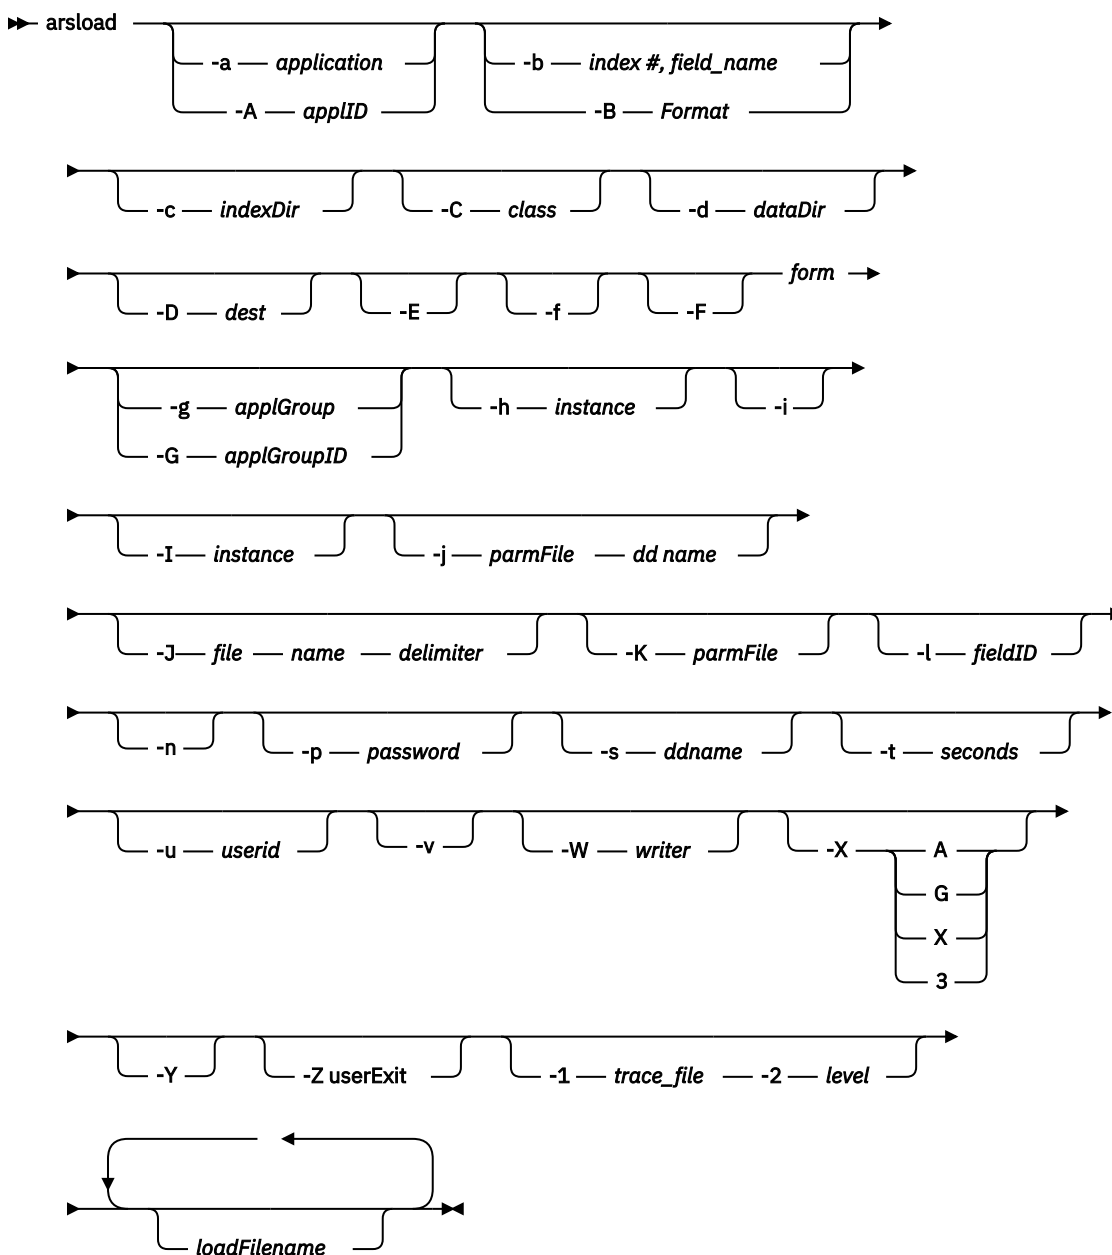 arsload
-a application -b index #, field_name
-A applID -B Format
-c indexDir -C class -d dataDir
form
-D dest -E -f -F
-g applGroup -h instance -i
-G applGroupID
-I instance -j parmFile dd name
-J file name delimiter -K parmFile -l fieldID
-n -p password -s ddname -t seconds
-u userid -v -W writer -X A
G
X
3
-Y -Z userExit -1 trace_file -2 level
loadFilename